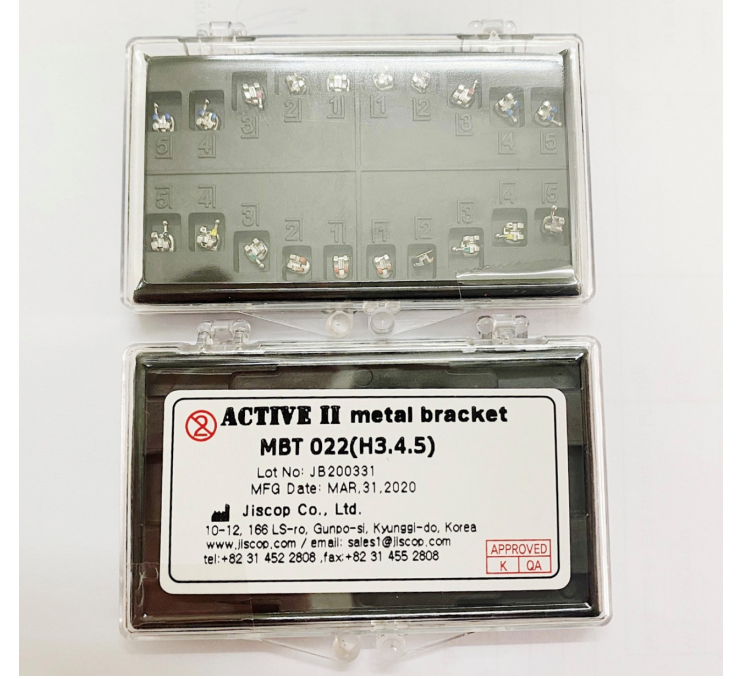 5 4 3 2 1 1 2 3 4 5
5 4 3 2 1 1 2 3 4 5
2 ACTIVE II metal bracket
MBT 022(H3.4.5)
Lot No: JB200331
MFG Date: MAR,31,2020
Jiscop Co., Ltd.
10-12, 166 LS-ro, Gunpo-si, Kyunggi-do, Korea
www.jiscop.com / email: sales1@jiscop.com
tel:+82 31 452 2808 ,fax:+82 31 455 2808
APPROVED
K QA